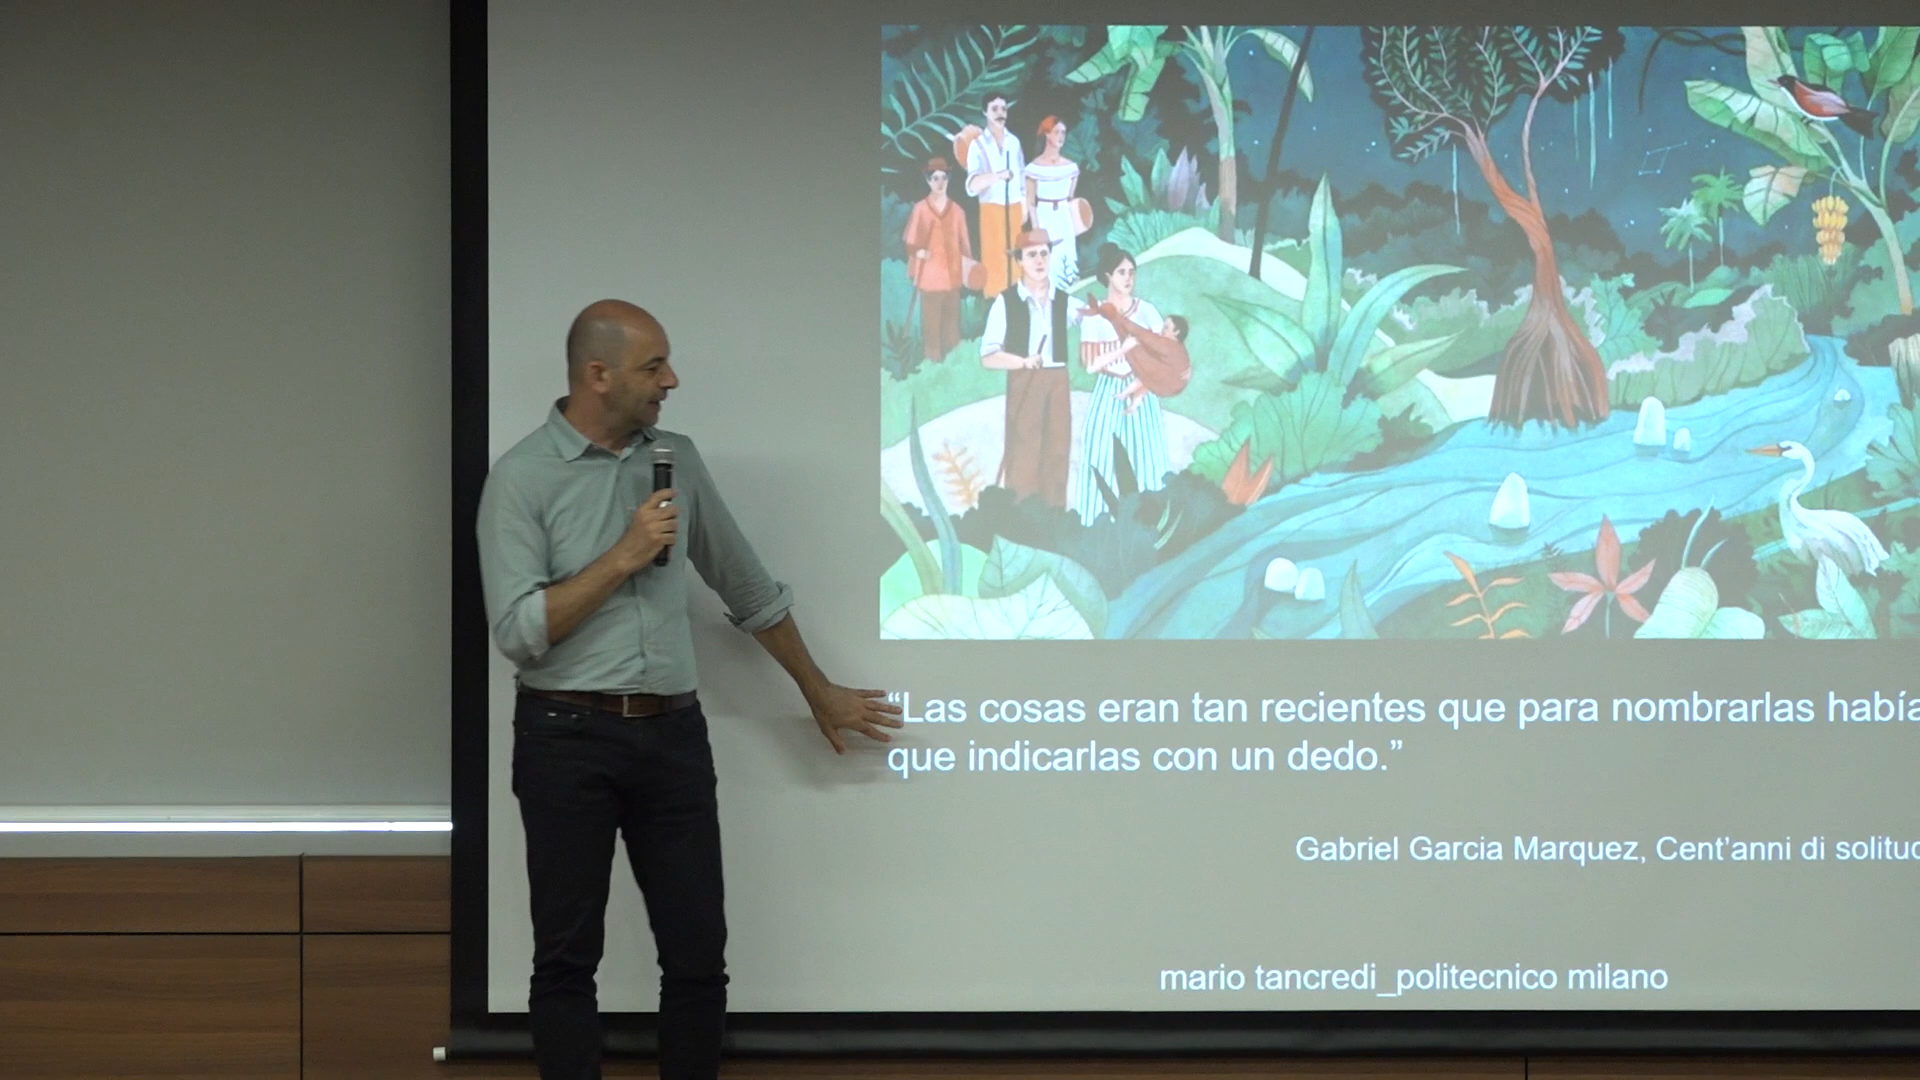 “Las cosas eran tan recientes que para nombrarlas había
que indicarlas con un dedo.”
Gabriel Garcia Marquez, Cent'anni di
mario tancredi_politecnico milano